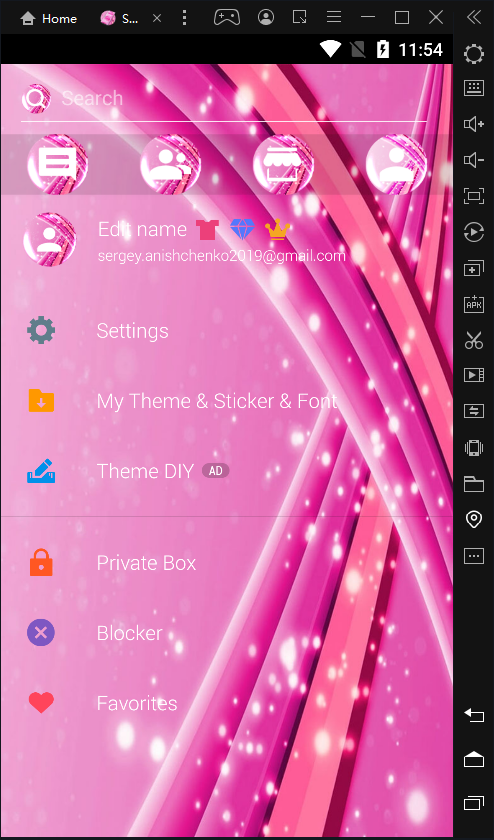 Home
S...
11:54
Search
Edit name
sergey.anishchenko2019@gmail.com
Settings
My Theme & Sticker & Font
Theme DIY AD
Private Box
Blocker
Favorites
APK